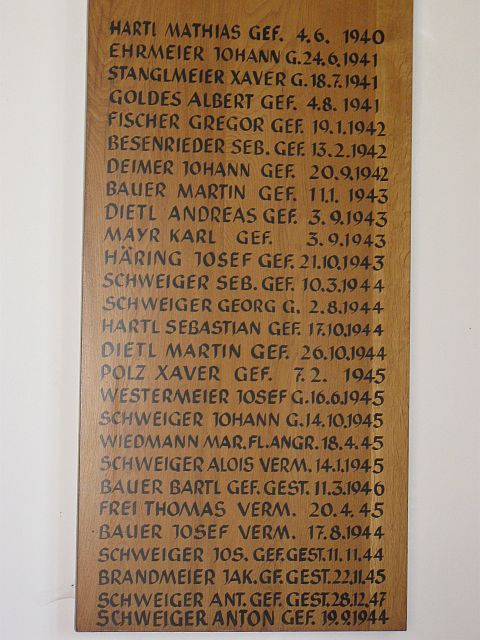 HARTL MATHIAS GEF. 4.6. 1940
EHRMEIER JOHANN G.24.6.1941
STANGLMEIER XAVER G.18.7.1941
GOLDES ALBERT GEF. 4.8. 1941
FISCHER GREGOR GEF. 19.1.1942
BESENRIEDER SEB. GEF. 13.2.1942
DEIMER JOHANN GEF. 20.9.1942
BAUER MARTIN GEF. 11.1. 1943
DIETL ANDREAS GEF. 3.9.1943
MAYR KARL GEF. 3.9.1943
HÄRING JOSEF GEF. 21.10.1943
SCHWEIGER SEB. GEF. 10.3.1944
SCHWEIGER GEORG G. 2.8.1944
HARTL SEBASTIAN GEF. 17.10.1944
DIETL MARTIN GEF. 26.10.1944
POLZ XAVER GEF. 7.2. 1945
WESTERMEIER JOSEF G.16.6.1945
SCHWEIGER JOHANN G.14.10.1945
WIEDMANN MAR.FL.ANGR. 18.4.45
SCHWEIGER ALOIS VERM. 14.1.1945
BAUER BARTL GEF. GEST. 11.3.1946
FREI THOMAS VERM. 20.4.45
BAUER JOSEF VERM. 17.8.1944
SCHWEIGER JOS. GEF.GEST. 11.11.44
BRANDMEIER JAK.GF.GEST.22.11.45
SCHWEIGER ANT. GEF. GEST.28.12.47
SCHWEIGER ANTON GEF. 19.9.1944